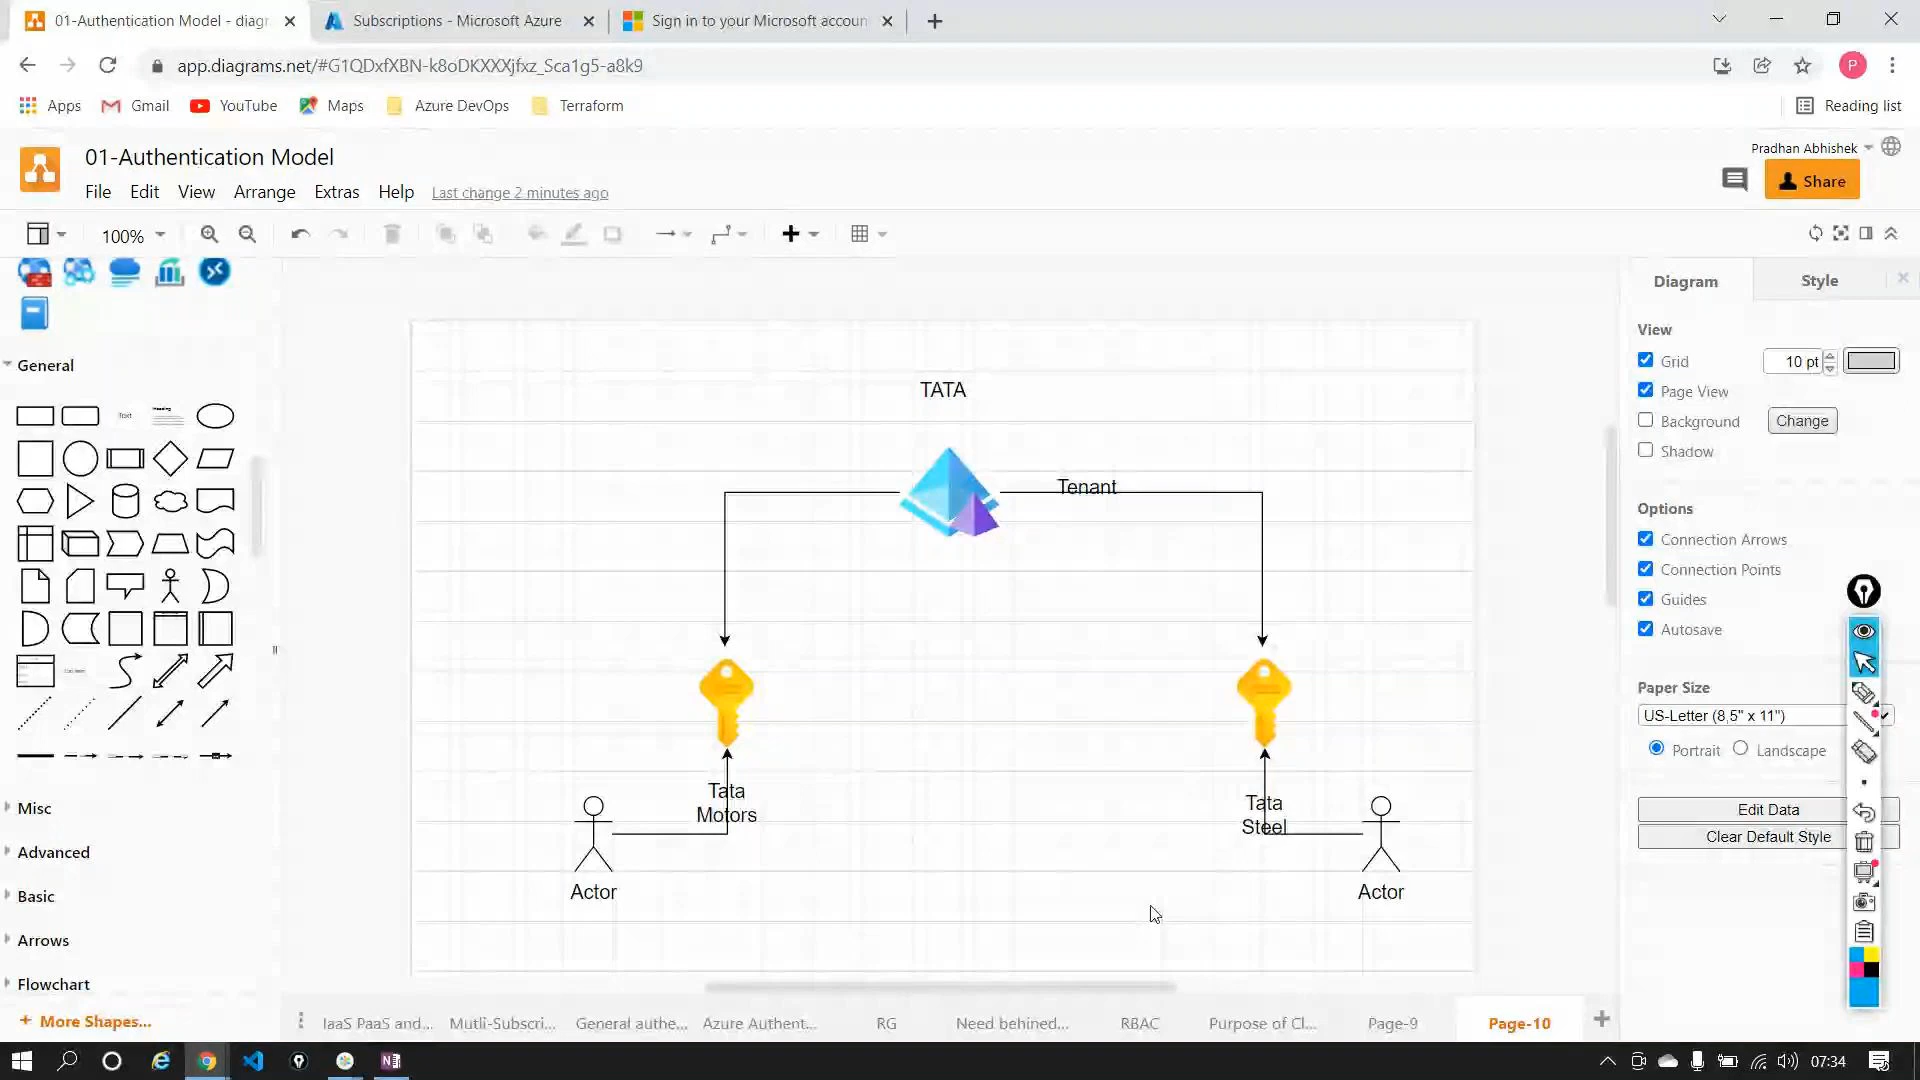 01-Authentication Model - diagr
Subscriptions - Microsoft Azure
Sign in to your Microsoft accoun
app.diagrams.net/#G1QDxfXBN-k8oDKXXXjfxz_Sca1g5-a8k9
P
Apps
Gmail
YouTube
Maps
Azure DevOps
Terraform
Reading list
01-Authentication Model
Pradhan Abhishek
File
Edit
View
Arrange
Extras
Help
Last change 2 minutes ago
Share
100%
Diagram
Style
View
Grid
10 pt
Page View
Background
Change
Shadow
Options
Connection Arrows
Connection Points
Guides
Autosave
Paper Size
US-Letter (8,5" x 11")
Portrait
Landscape
Edit Data
Clear Default Style
General
Text
Heading
Misc
Advanced
Basic
Arrows
Flowchart
+ More Shapes...
TATA
Tenant
Tata
Motors
Tata
Steel
Actor
Actor
IaaS PaaS and...
Mutli-Subscri...
General authe...
Azure Authent...
RG
Need behined...
RBAC
Purpose of Cl...
Page-9
Page-10
07:34